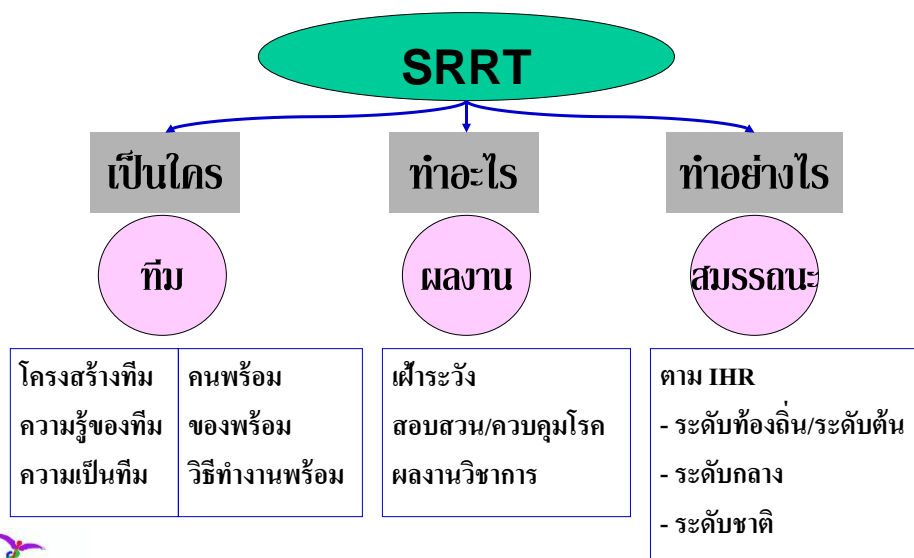 SRRT
เป็นใคร
ทำอะไร
ทำอย่างไร
ทีม
ผลงาน
สมรรถนะ
โครงสร้างทีม
ความรู้ของทีม
ความเป็นทีม
คนพร้อม
ของพร้อม
วิธีทำงานพร้อม
เฝ้าระวัง
สอบสวน/ควบคุมโรค
ผลงานวิชาการ
ตาม IHR
- ระดับท้องถิ่น/ระดับต้น
- ระดับกลาง
- ระดับชาติ